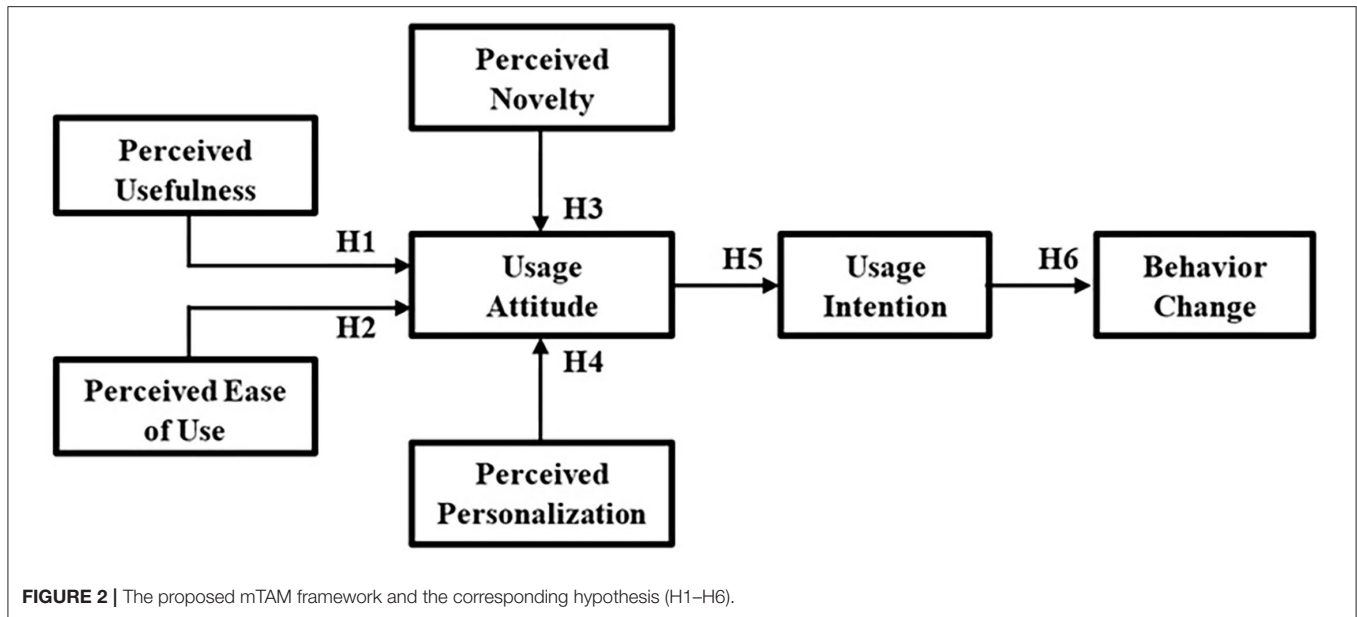 Perceived
Novelty
Perceived
Usefulness
H3
H1
Usage
Attitude
H5
Usage
Intention
H6
Behavior
Change
H2
H4
Perceived Ease
of Use
Perceived
Personalization
FIGURE 2 | The proposed mTAM framework and the corresponding hypothesis (H1–H6).